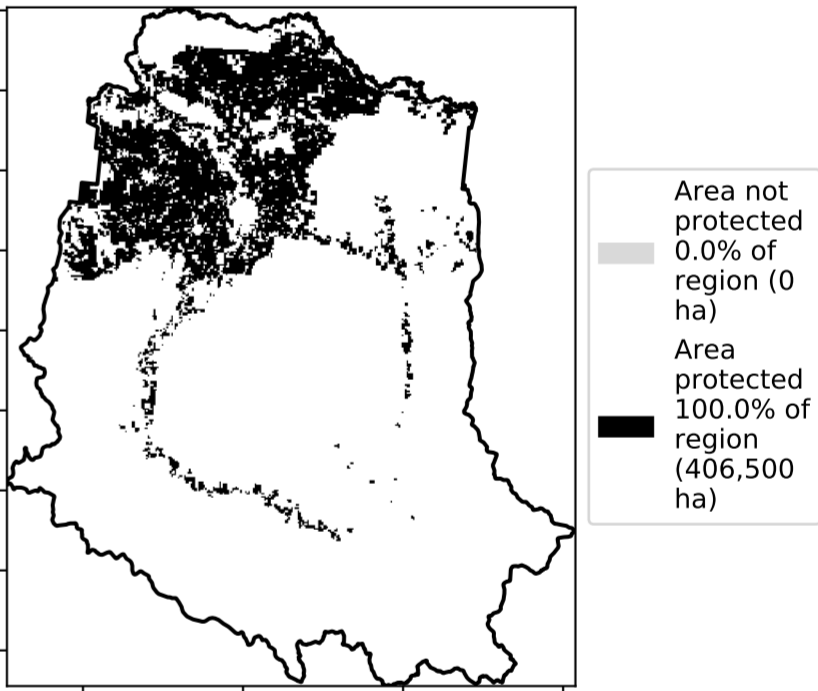 Area not
protected
0.0% of
region (0
ha)
Area
protected
100.0% of
region
(406,500
ha)